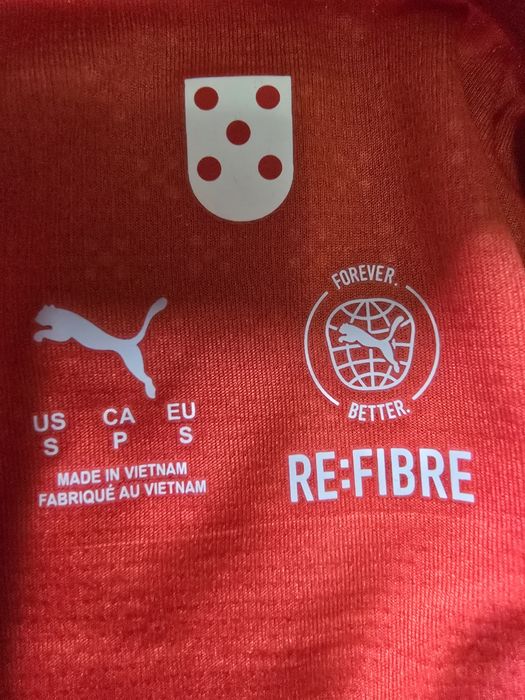 FOREVER.
BETTER.
US CA EU
S P S
MADE IN VIETNAM
FABRIQUÉ AU VIETNAM
RE:FIBRE